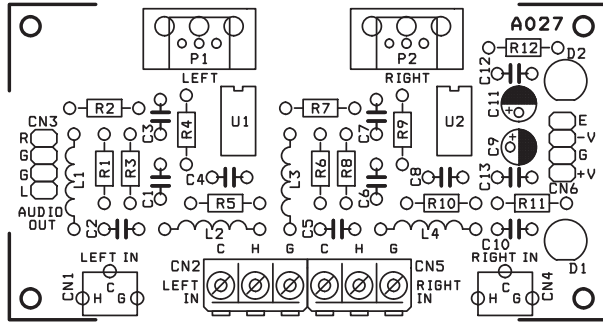 A027
R12
D2
P1
LEFT
P2
RIGHT
C12
C11
+
R2
C3
R4
U1
R7
C7
R9
U2
C9
+
CN3
R
G
G
L
E
-V
G
+V
CN6
L1
R1
R3
C1
C4
L3
R6
R8
C6
C8
C13
AUDIO
OUT
C2
R5
L2
C5
R10
L4
R11
C10
D1
C H G C H G
LEFT IN
CN1
C
H G
CN2
LEFT
IN
CN5
RIGHT
IN
RIGHT IN
C
H G
CN4